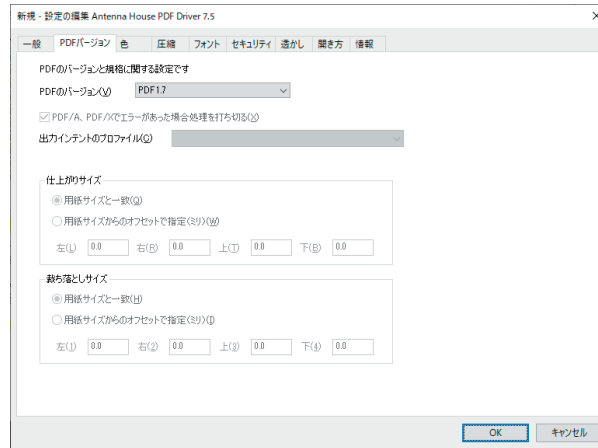 新規 - 設定の編集 Antenna House PDF Driver 7.5
一般 PDFバージョン 色 圧縮 フォント セキュリティ 透かし 開き方 情報
PDFのバージョンと規格に関する設定です
PDFのバージョン(V) PDF1.7
PDF/A、PDF/Xでエラーがあった場合処理を打ち切る(X)
出力インテントのプロファイル(C)
仕上がりサイズ
用紙サイズと一致(Q)
用紙サイズからのオフセットで指定(ミリ)(W)
左(L) 0.0 右(R) 0.0 上(T) 0.0 下(B) 0.0
裁ち落としサイズ
用紙サイズと一致(H)
用紙サイズからのオフセットで指定(ミリ)(I)
左(1) 0.0 右(2) 0.0 上(3) 0.0 下(4) 0.0
OK キャンセル